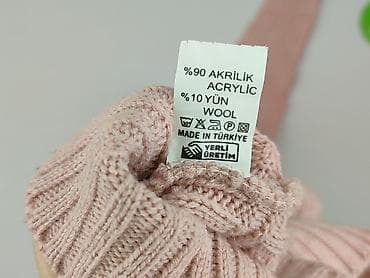 %90 AKRİLİK
ACRYLIC
%10 YÜN
WOOL
MADE IN TÜRKİYE
YERLİ
ÜRETİM